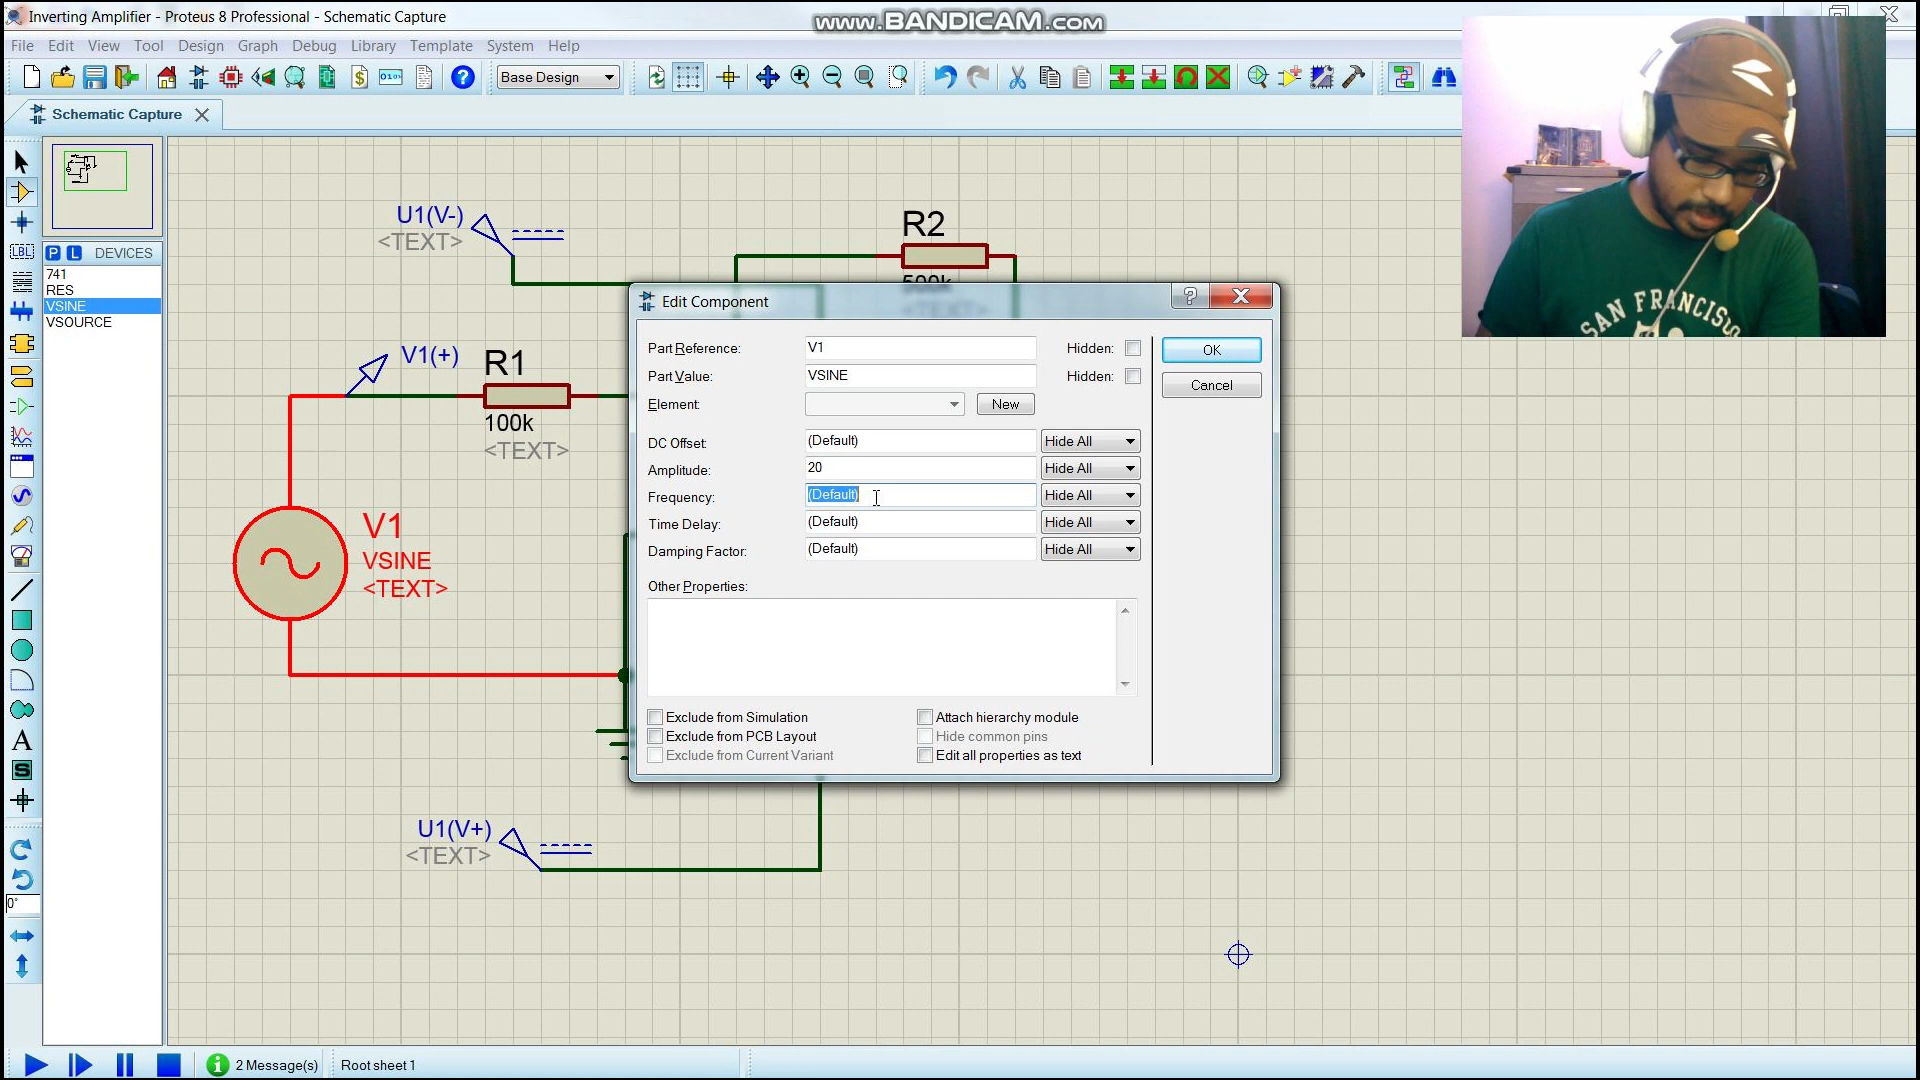 Inverting Amplifier - Proteus 8 Professional - Schematic Capture
www.BANDICAM.com
File Edit View Tool Design Graph Debug Library Template System Help
Base Design
Schematic Capture
P L DEVICES
741
RES
VSINE
VSOURCE
LBL
A
S
0°
U1(V-)
<TEXT>
R2
500k
<TEXT>
V1(+)
R1
100k
<TEXT>
V1
VSINE
<TEXT>
U1(V+)
<TEXT>
Edit Component
Part Reference: V1 Hidden:
Part Value: VSINE Hidden:
Element: New
DC Offset: (Default) Hide All
Amplitude: 20 Hide All
Frequency: (Default) Hide All
Time Delay: (Default) Hide All
Damping Factor: (Default) Hide All
Other Properties:
Exclude from Simulation Attach hierarchy module
Exclude from PCB Layout Hide common pins
Exclude from Current Variant Edit all properties as text
OK
Cancel
SAN FRANCISCO
2 Message(s) Root sheet 1